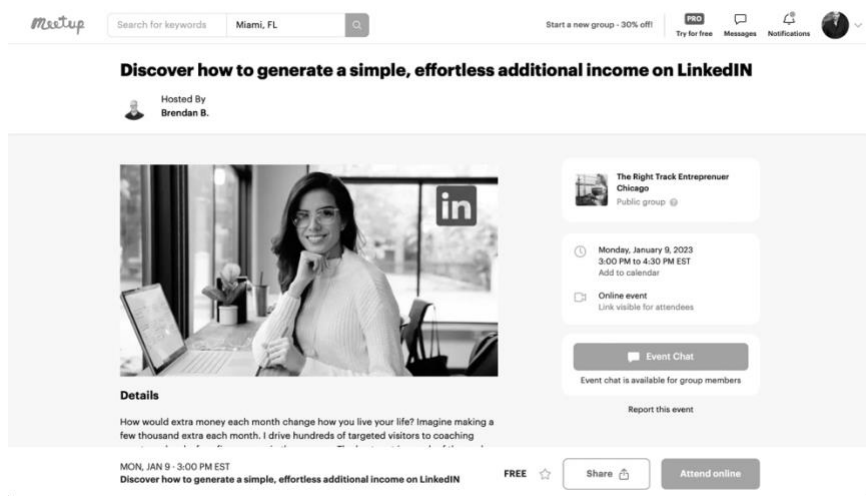 Meetup
Search for keywords
Miami, FL
Start a new group - 30% off!
PRO
Try for free
Messages
Notifications
Discover how to generate a simple, effortless additional income on LinkedIN
Hosted By
Brendan B.
in
The Right Track Entreprenuer
Chicago
Public group
Monday, January 9, 2023
3:00 PM to 4:30 PM EST
Add to calendar
Online event
Link visible for attendees
Event Chat
Event chat is available for group members
Report this event
Details
How would extra money each month change how you live your life? Imagine making a
few thousand extra each month. I drive hundreds of targeted visitors to coaching
MON, JAN 9 · 3:00 PM EST
Discover how to generate a simple, effortless additional income on LinkedIN
FREE
Share
Attend online